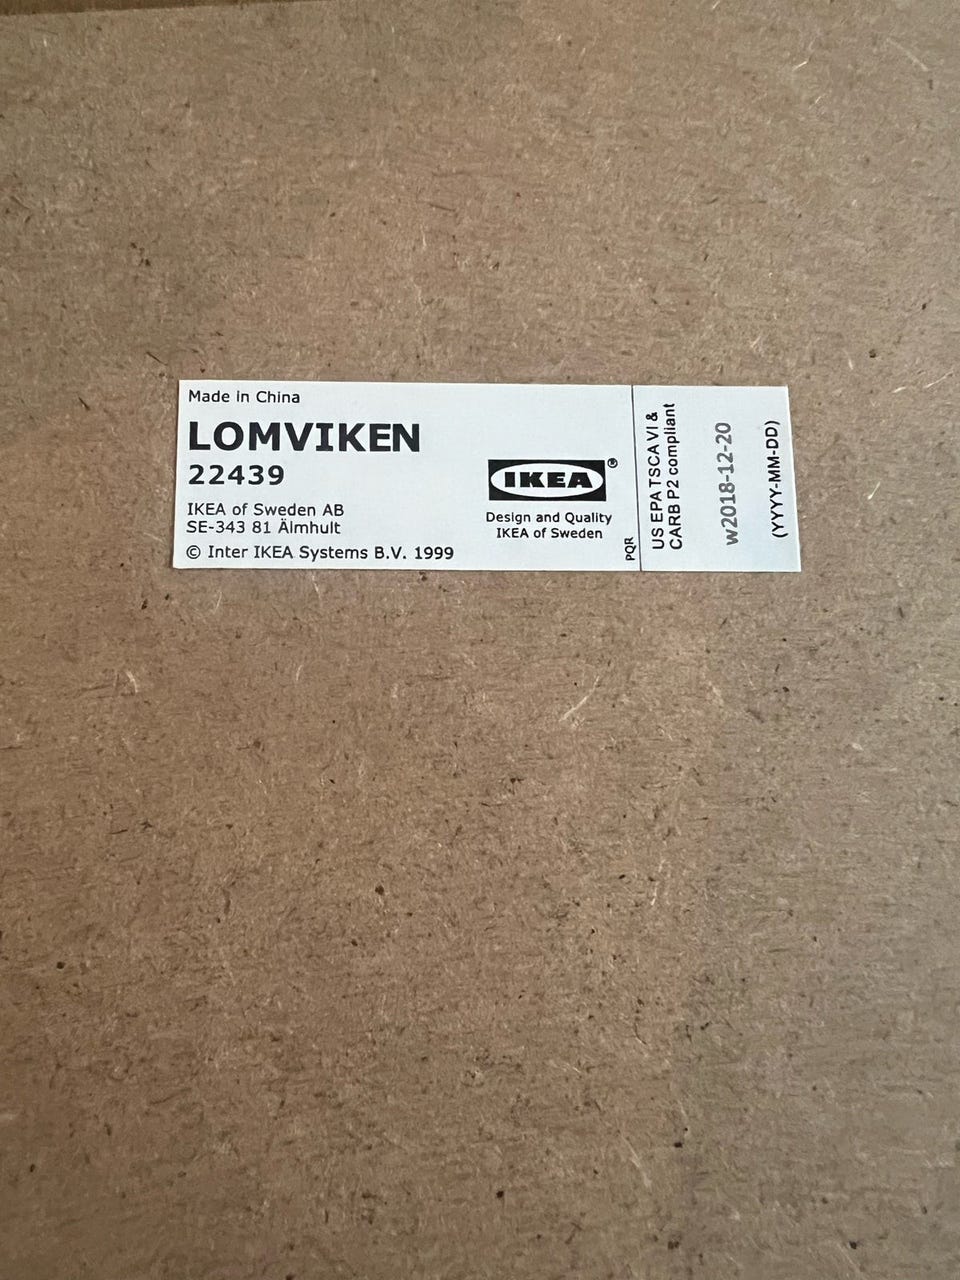 Made in China
LOMVIKEN
22439
IKEA of Sweden AB
SE-343 81 Älmhult
© Inter IKEA Systems B.V. 1999
IKEA®
Design and Quality
IKEA of Sweden
PQR
US EPA TSCA VI &
CARB P2 compliant
w2018-12-20
(YYYY-MM-DD)